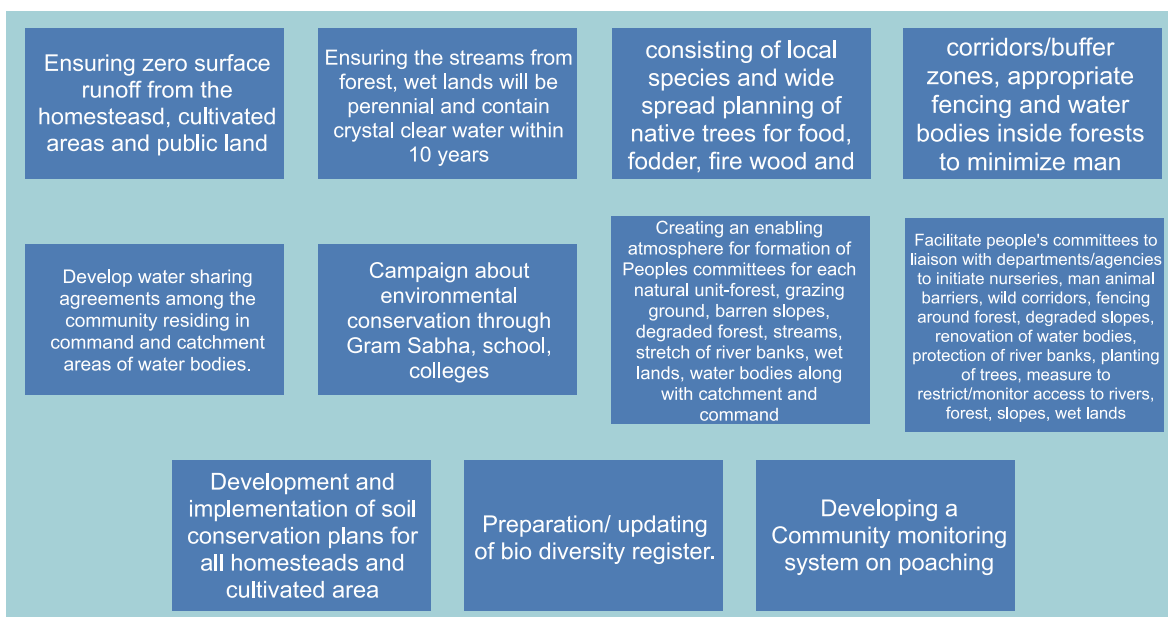 Ensuring zero surface
runoff from the
homesteasd, cultivated
areas and public land
Ensuring the streams from
forest, wet lands will be
perennial and contain
crystal clear water within
10 years
consisting of local
species and wide
spread planning of
native trees for food,
fodder, fire wood and
corridors/buffer
zones, appropriate
fencing and water
bodies inside forests
to minimize man
Develop water sharing
agreements among the
community residing in
command and catchment
areas of water bodies.
Campaign about
environmental
conservation through
Gram Sabha, school,
colleges
Creating an enabling
atmosphere for formation of
Peoples committees for each
natural unit-forest, grazing
ground, barren slopes,
degraded forest, streams,
stretch of river banks, wet
lands, water bodies along
with catchment and
command
Facilitate people's committees to
liaison with departments/agencies
to initiate nurseries, man animal
barriers, wild corridors, fencing
around forest, degraded slopes,
renovation of water bodies,
protection of river banks, planting
of trees, measure to
restrict/monitor access to rivers,
forest, slopes, wet lands
Development and
implementation of soil
conservation plans for
all homesteads and
cultivated area
Preparation/ updating
of bio diversity register.
Developing a
Community monitoring
system on poaching